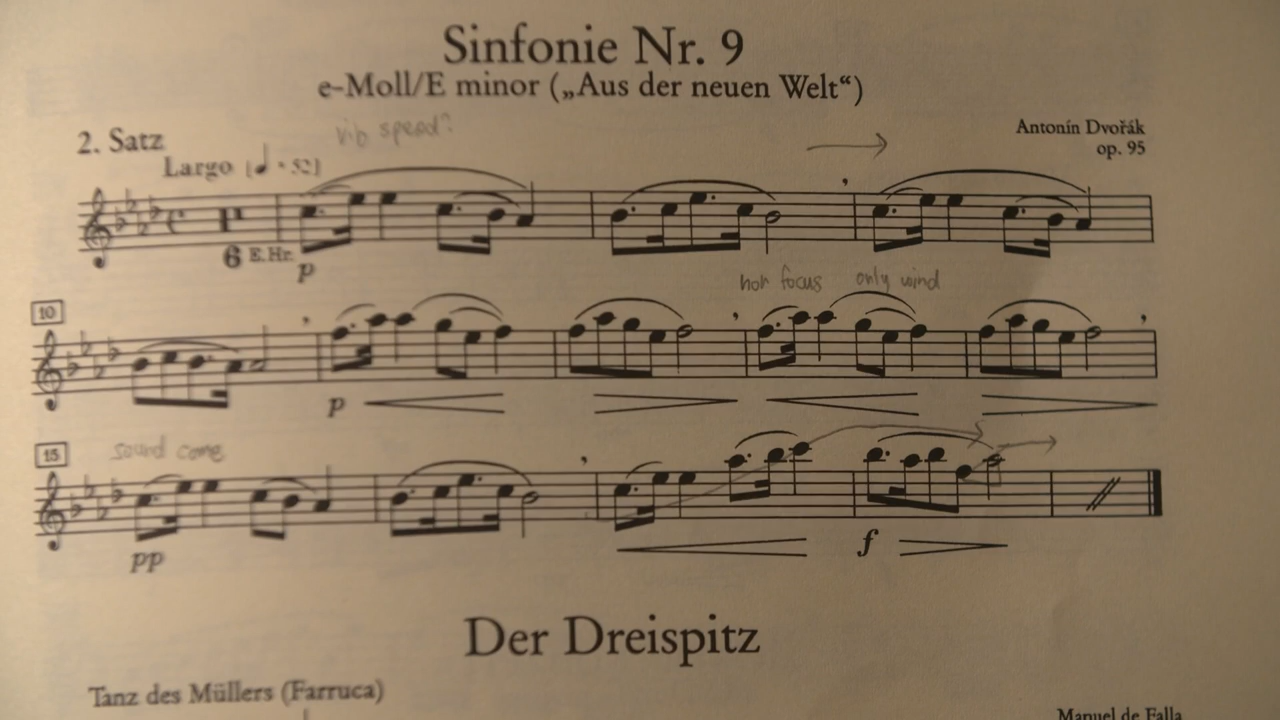 Sinfonie Nr. 9
e-Moll/E minor („Aus der neuen Welt“)
vib speed?
2. Satz
Antonín Dvořák
op. 95
Largo [♩ = 52]
6 E.Hr.
p
only wind
focus
10
p
15
sound come
pp
f
Der Dreispitz
Tanz des Müllers (Farruca)
Manuel de Falla